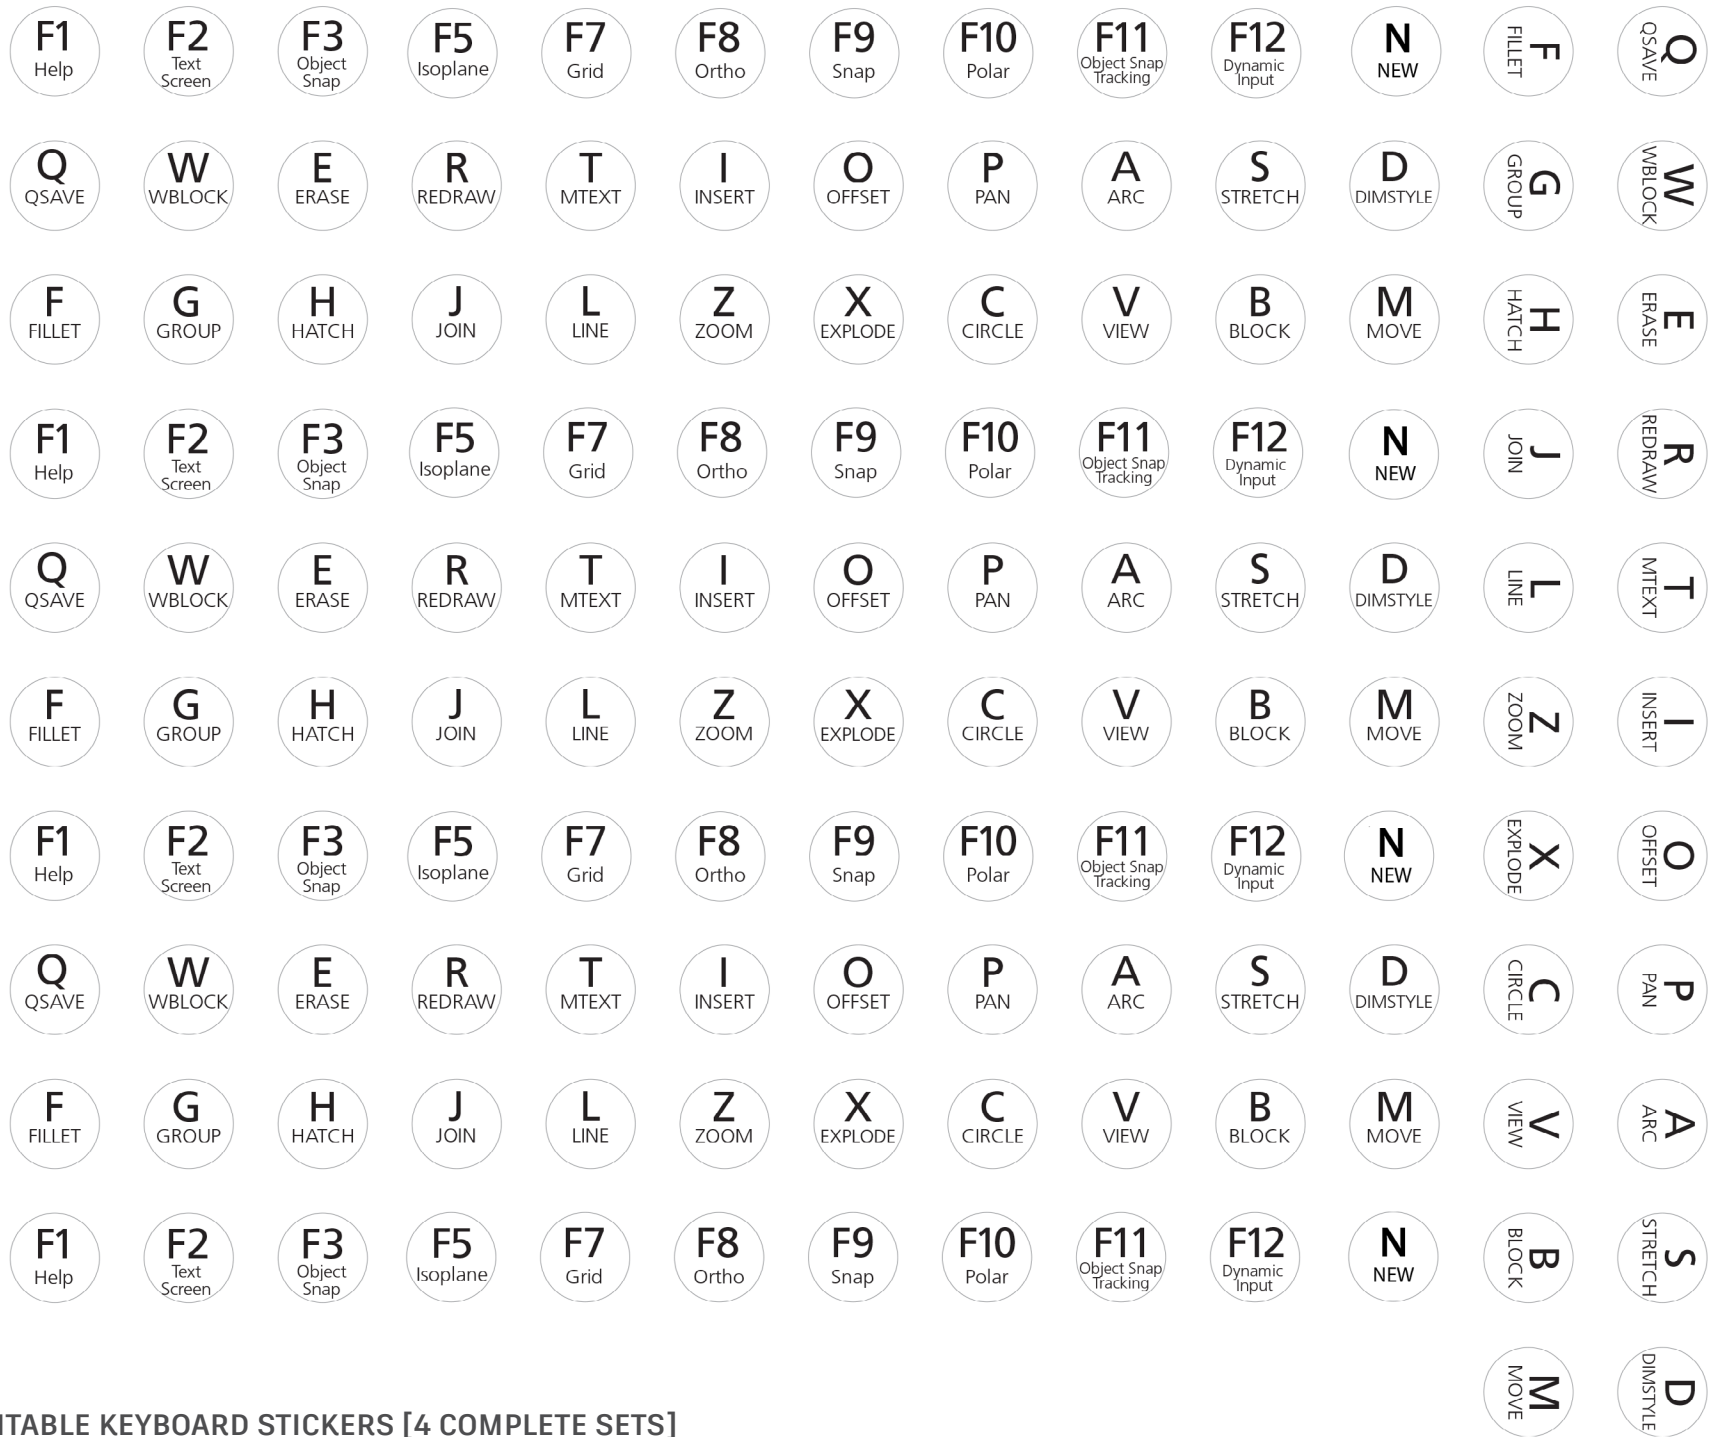 F1 F2 F3 F5 F7 F8 F9 F10 F11 F12 N
Help Text Object Isoplane Grid Ortho Snap Polar Object Snap Dynamic NEW
Screen Snap Tracking Input
Q W E R T I O P A S D
QSAVE WBLOCK ERASE REDRAW MTEXT INSERT OFFSET PAN ARC STRETCH DIMSTYLE
F G H J L Z X C V B M
FILLET GROUP HATCH JOIN LINE ZOOM EXPLODE CIRCLE VIEW BLOCK MOVE
F1 F2 F3 F5 F7 F8 F9 F10 F11 F12 N
Help Text Object Isoplane Grid Ortho Snap Polar Object Snap Dynamic NEW
Screen Snap Tracking Input
Q W E R T I O P A S D
QSAVE WBLOCK ERASE REDRAW MTEXT INSERT OFFSET PAN ARC STRETCH DIMSTYLE
F G H J L Z X C V B M
FILLET GROUP HATCH JOIN LINE ZOOM EXPLODE CIRCLE VIEW BLOCK MOVE
F1 F2 F3 F5 F7 F8 F9 F10 F11 F12 N
Help Text Object Isoplane Grid Ortho Snap Polar Object Snap Dynamic NEW
Screen Snap Tracking Input
Q W E R T I O P A S D
QSAVE WBLOCK ERASE REDRAW MTEXT INSERT OFFSET PAN ARC STRETCH DIMSTYLE
F G H J L Z X C V B M
FILLET GROUP HATCH JOIN LINE ZOOM EXPLODE CIRCLE VIEW BLOCK MOVE
F1 F2 F3 F5 F7 F8 F9 F10 F11 F12 N
Help Text Object Isoplane Grid Ortho Snap Polar Object Snap Dynamic NEW
Screen Snap Tracking Input
Q W E R T I O P A S D
QSAVE WBLOCK ERASE REDRAW MTEXT INSERT OFFSET PAN ARC STRETCH DIMSTYLE
F G H J L Z X C V B M
FILLET GROUP HATCH JOIN LINE ZOOM EXPLODE CIRCLE VIEW BLOCK MOVE
KEYBOARD STICKERS [4 COMPLETE SETS]